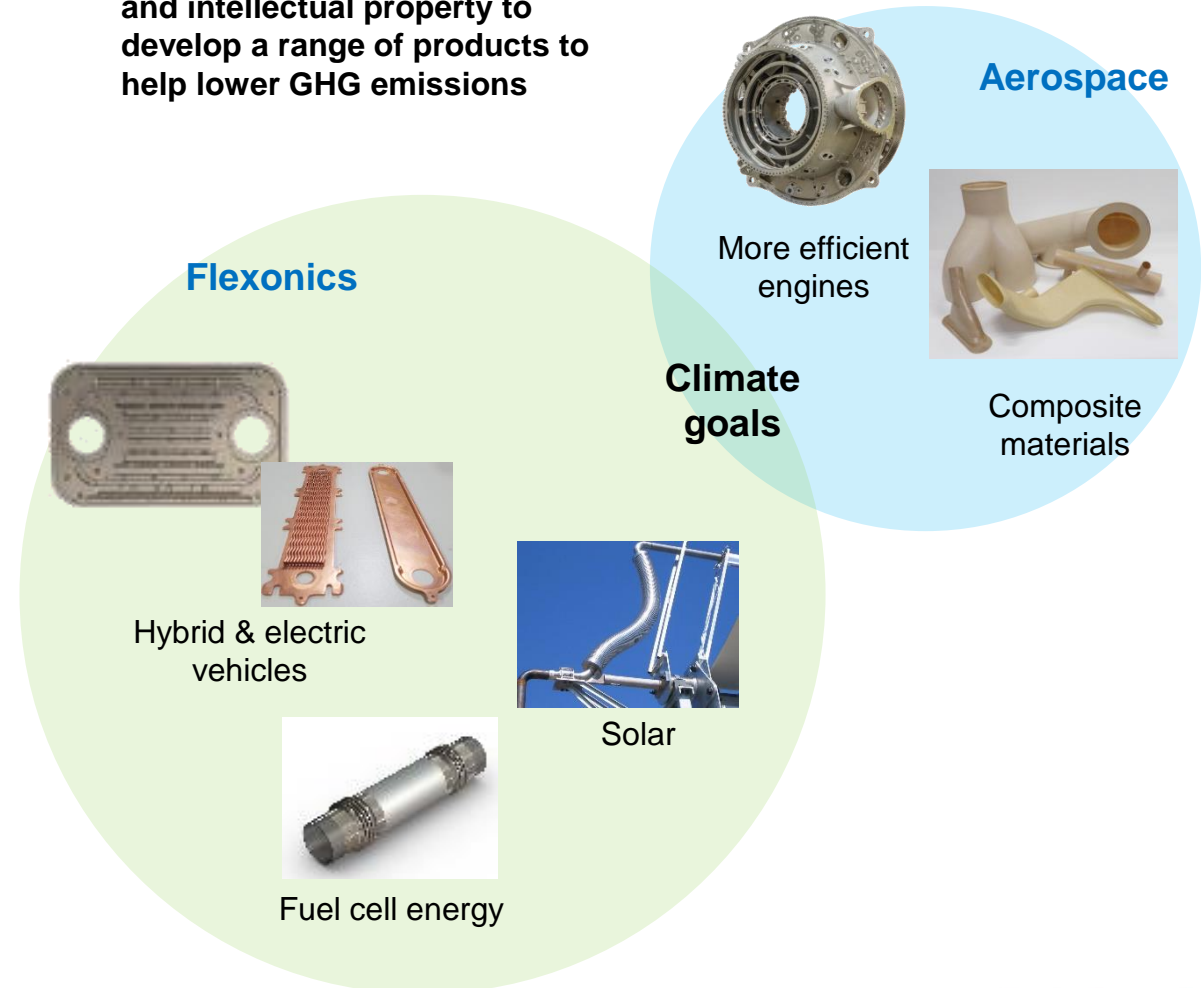 and intellectual property to
develop a range of products to
help lower GHG emissions
Aerospace
More efficient
engines
Composite
materials
Flexonics
Climate
goals
Hybrid & electric
vehicles
Solar
Fuel cell energy